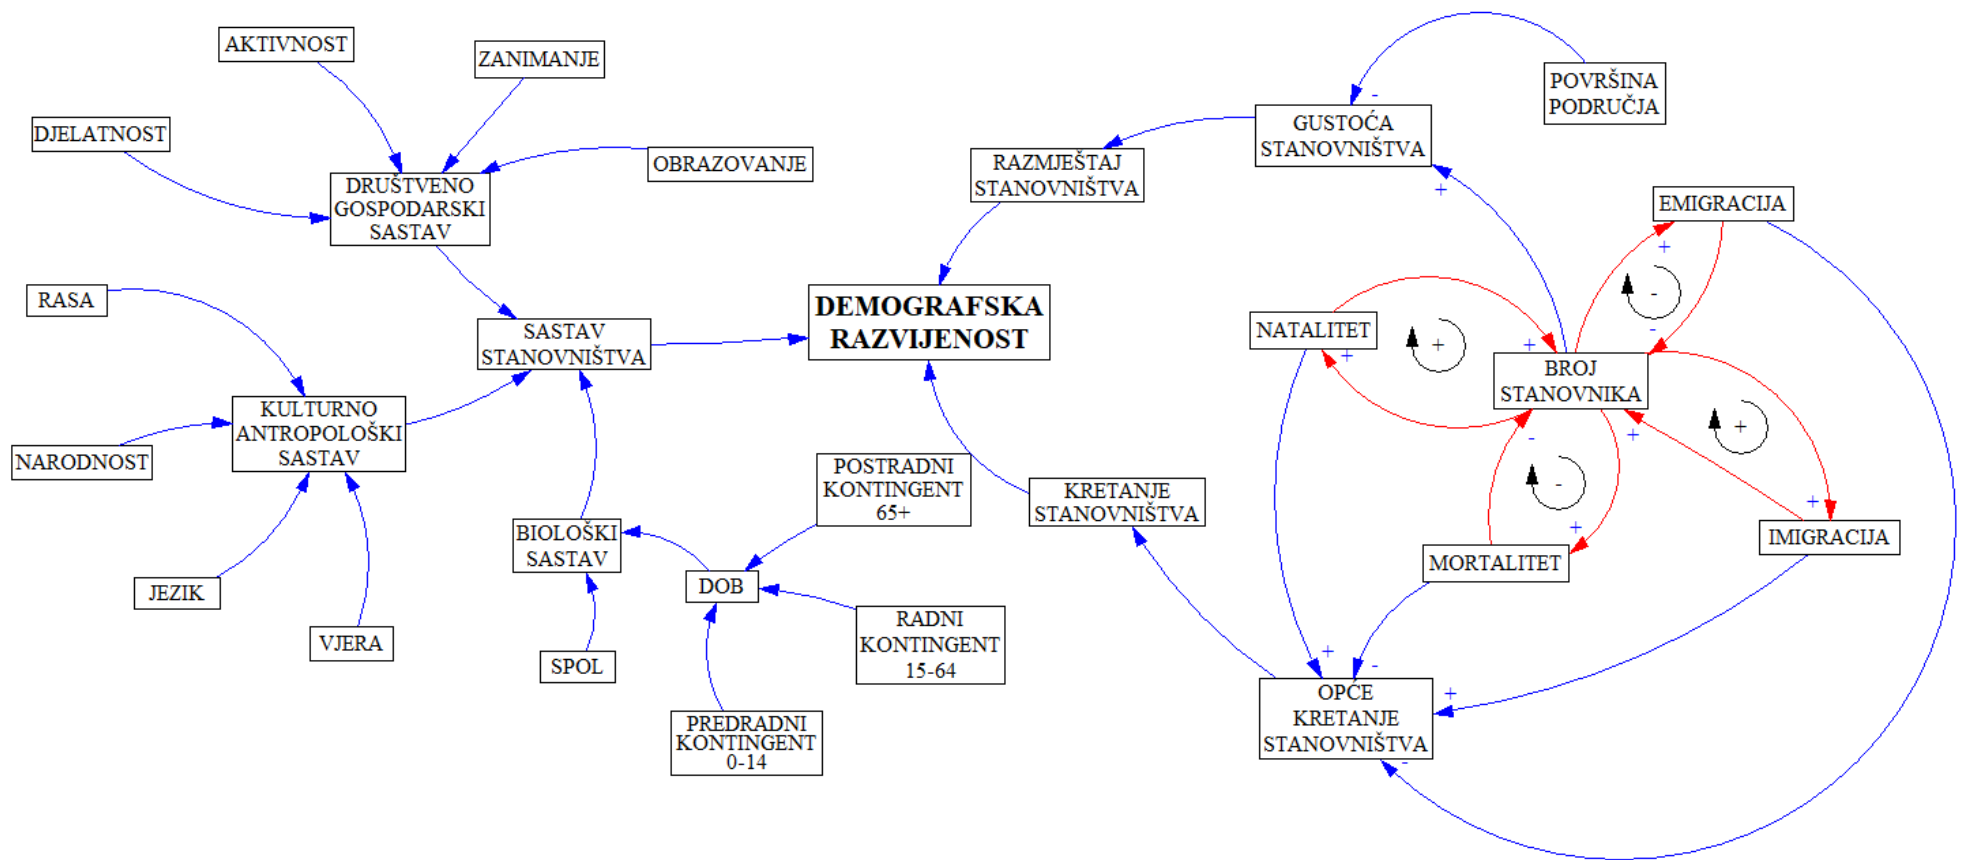 AKTIVNOST
ZANIMANJE
DJELATNOST
OBRAZOVANJE
DRUŠTVENO
GOSPODARSKI
SASTAV
RASA
SASTAV
STANOVNIŠTVA
KULTURNO
ANTROPOLOŠKI
SASTAV
NARODNOST
JEZIK
VJERA
BIOLOŠKI
SASTAV
SPOL
DOB
POSTRADNI
KONTINGENT
65+
RADNI
KONTINGENT
15-64
PREDRADNI
KONTINGENT
0-14
DEMOGRAFSKA
RAZVIJENOST
RAZMJEŠTAJ
STANOVNIŠTVA
KRETANJE
STANOVNIŠTVA
GUSTOĆA
STANOVNIŠTVA
-
+
POVRŠINA
PODRUČJA
EMIGRACIJA
+
-
-
NATALITET
+
+
+
BROJ
STANOVNIKA
-
+
+
-
+
+
MORTALITET
IMIGRACIJA
+
-
+
OPĆE
KRETANJE
STANOVNIŠTVA
-